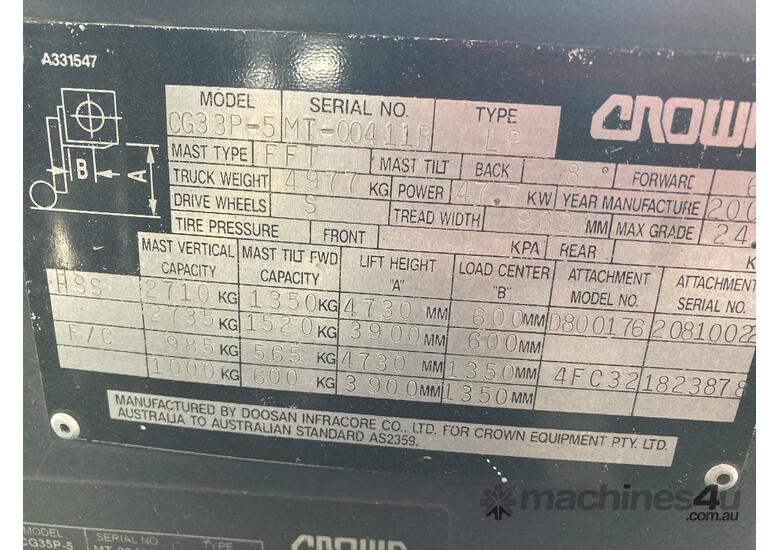 A331547
MODEL SERIAL NO. TYPE CROWN
CG33P-5 MT-00411P LP
MAST TYPE FFT MAST TILT BACK 8° FORWARD 6
TRUCK WEIGHT 4977 KG POWER 47.7 KW YEAR MANUFACTURE 200
DRIVE WHEELS S TREAD WIDTH MM MAX GRADE 24.
TIRE PRESSURE FRONT KPA REAR K
MAST VERTICAL CAPACITY MAST TILT FWD CAPACITY LIFT HEIGHT "A" LOAD CENTER "B" ATTACHMENT MODEL NO. ATTACHMENT SERIAL NO.
HSS 2710 KG 1350 KG 4730 MM 600 MM D800176 2081002
2735 KG 1520 KG 3900 MM 600 MM
F/C 985 KG 565 KG 4730 MM 1350 MM 4FC32 1823878
1000 KG 600 KG 3900 MM 1350 MM
MANUFACTURED BY DOOSAN INFRACORE CO., LTD. FOR CROWN EQUIPMENT PTY. LTD.
AUSTRALIA TO AUSTRALIAN STANDARD AS2359.
B
A
machines4u
.com.au
MODEL SERIAL NO CROWN
CG35P-5